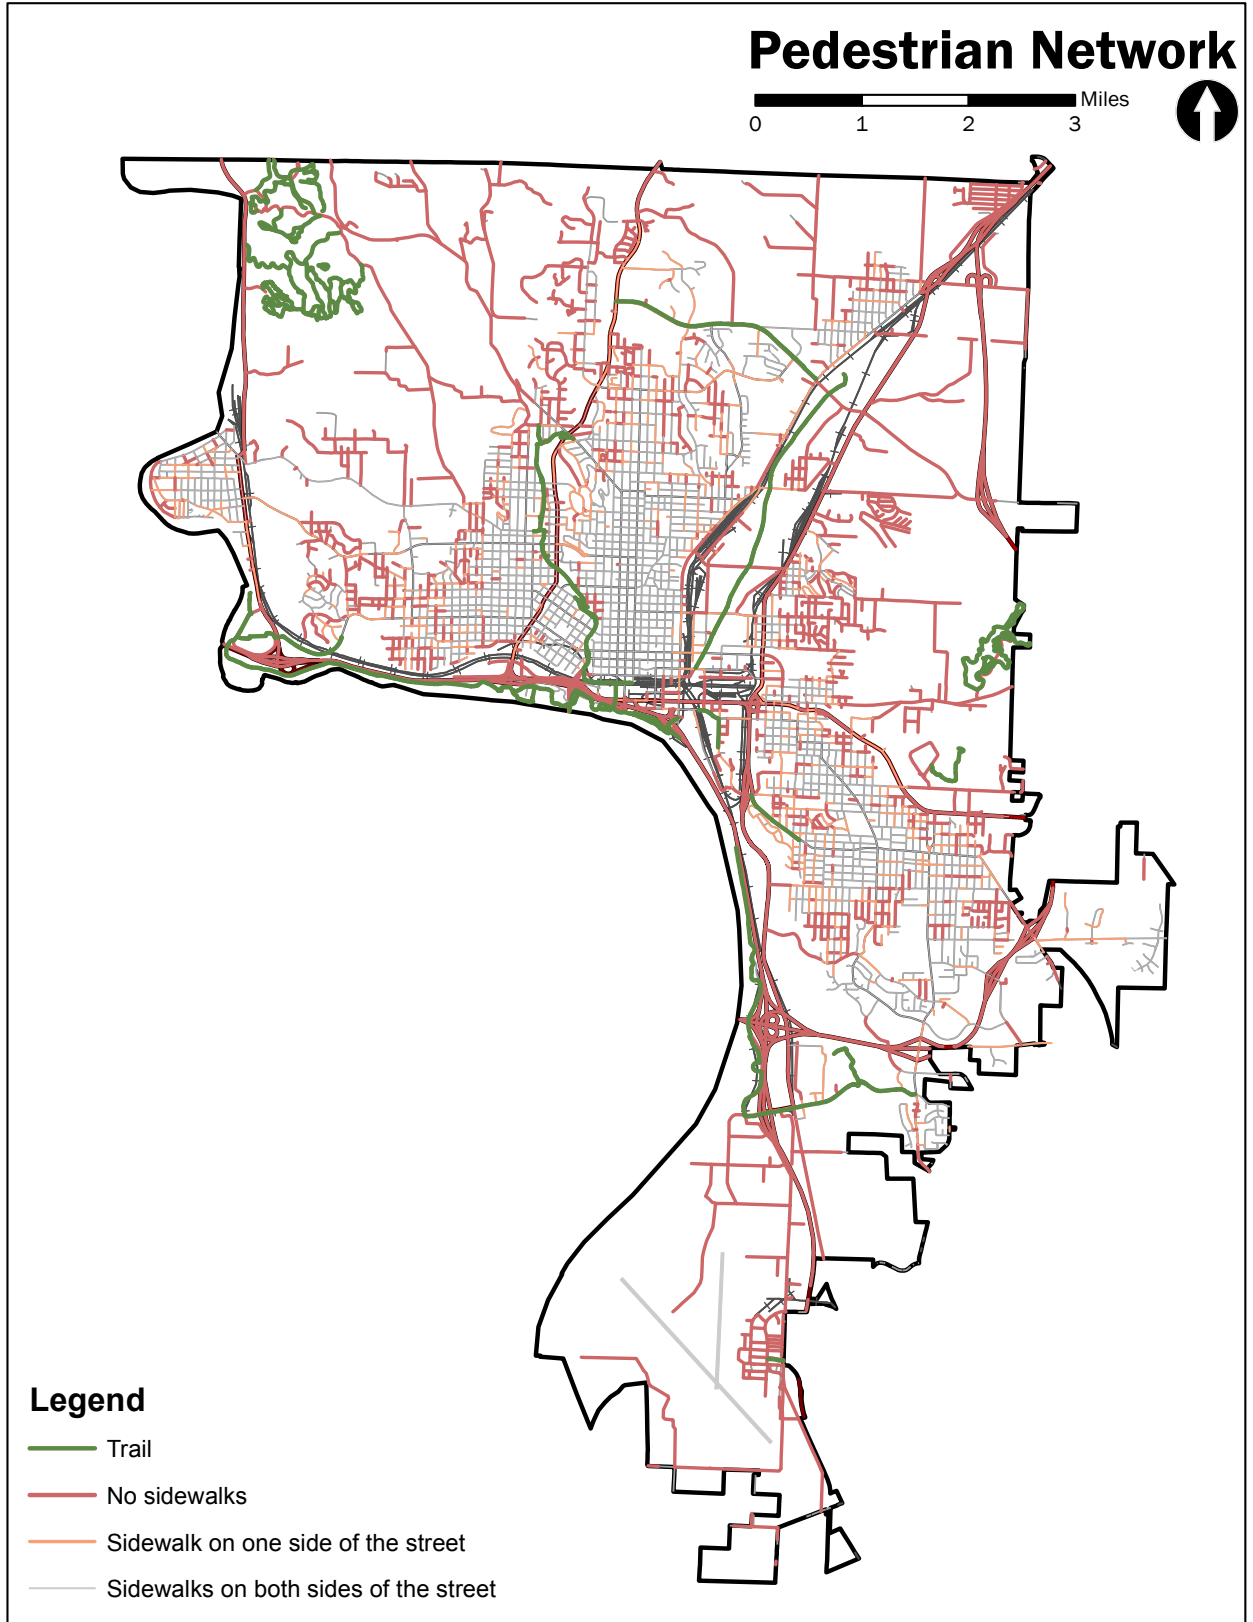 Pedestrian Network
Miles
0 1 2 3
Legend
Trail
No sidewalks
Sidewalk on one side of the street
Sidewalks on both sides of the street